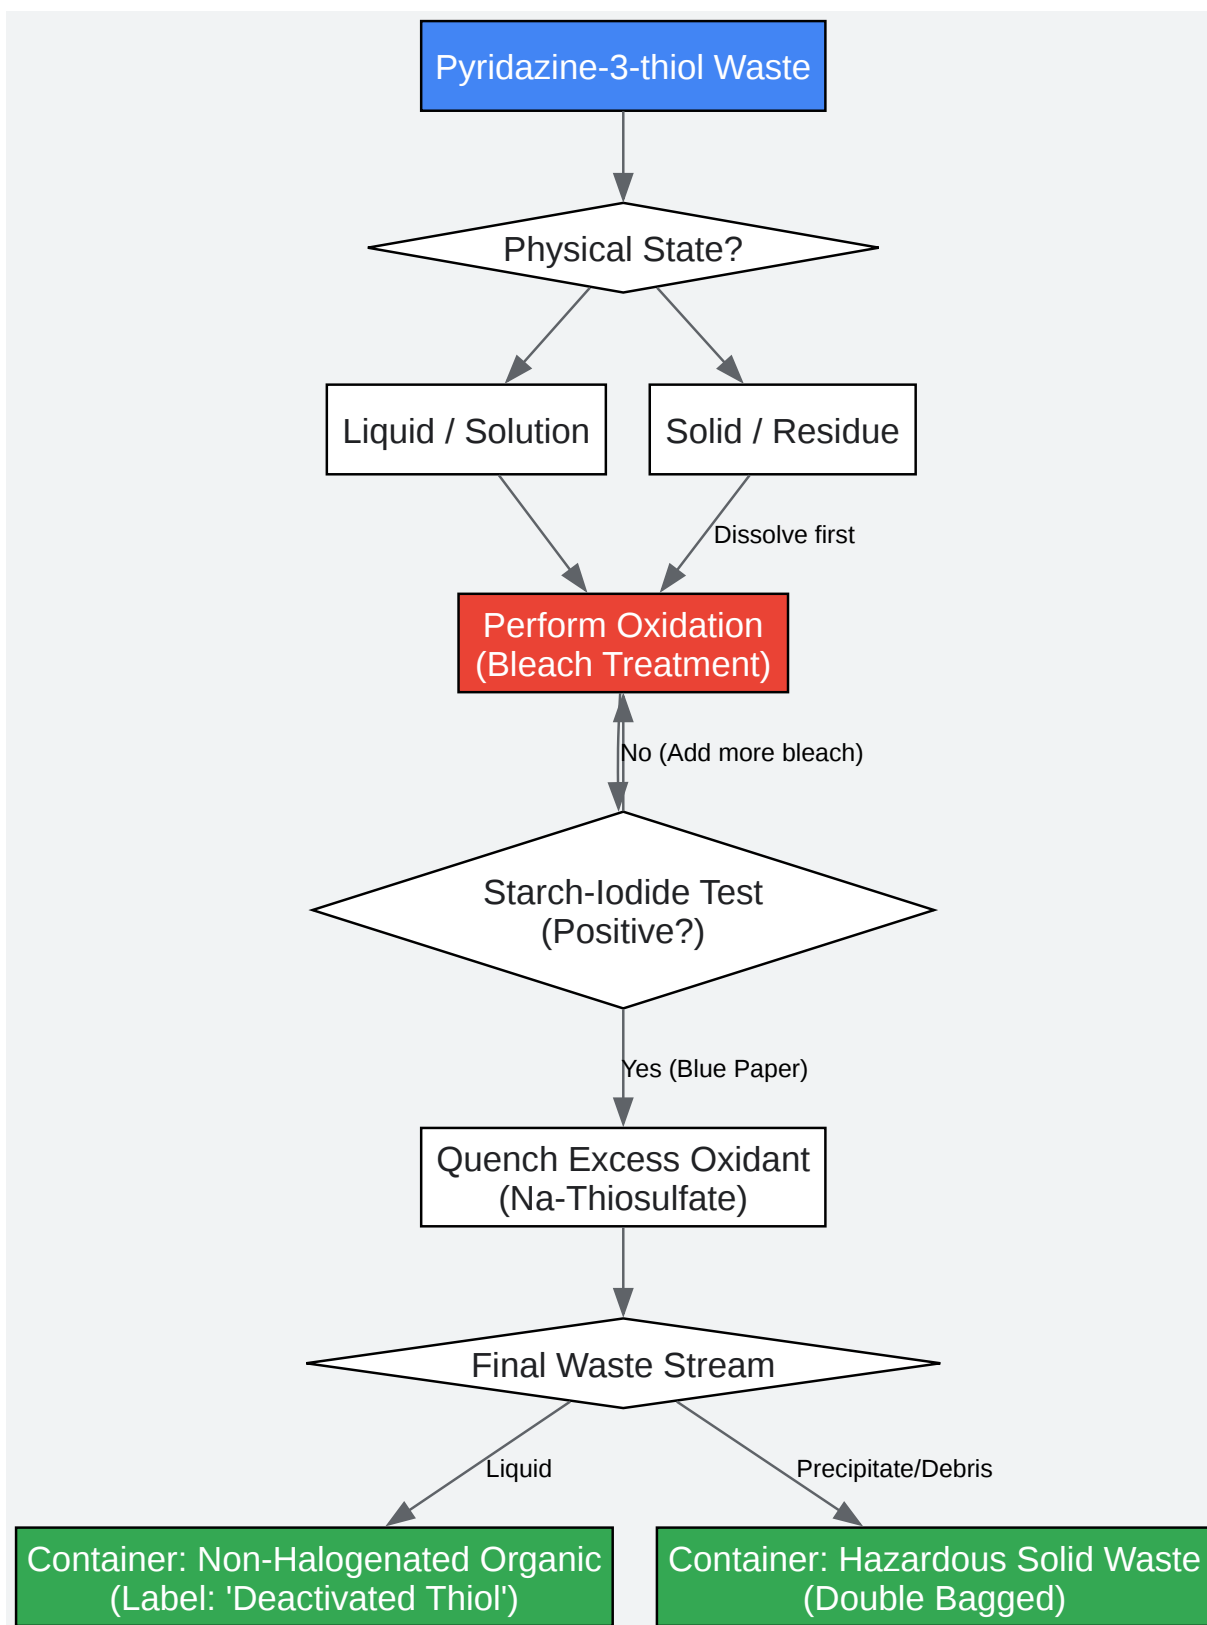 Pyridazine-3-thiol Waste
Physical State?
Liquid / Solution
Solid / Residue
Dissolve first
Perform Oxidation
(Bleach Treatment)
No (Add more bleach)
Starch-Iodide Test
(Positive?)
Yes (Blue Paper)
Quench Excess Oxidant
(Na-Thiosulfate)
Final Waste Stream
Liquid
Precipitate/Debris
Container: Non-Halogenated Organic
(Label: 'Deactivated Thiol')
Container: Hazardous Solid Waste
(Double Bagged)